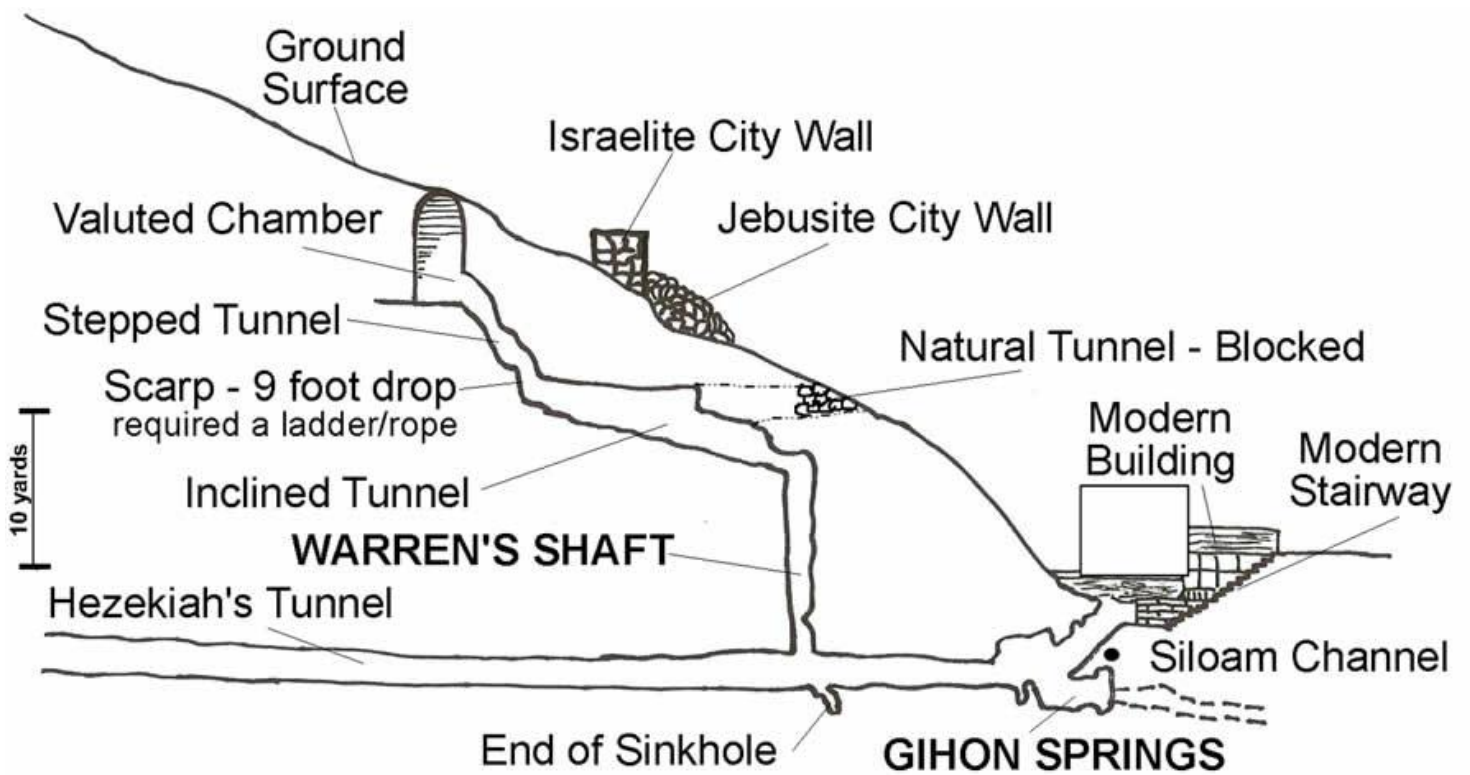 Ground
Surface
Israelite City Wall
Valuted Chamber
Jebusite City Wall
Stepped Tunnel
Natural Tunnel - Blocked
Scarp - 9 foot drop
required a ladder/rope
Modern
Building
Modern
Stairway
10 yards
Inclined Tunnel
WARREN'S SHAFT
Hezekiah's Tunnel
Siloam Channel
End of Sinkhole
GIHON SPRINGS